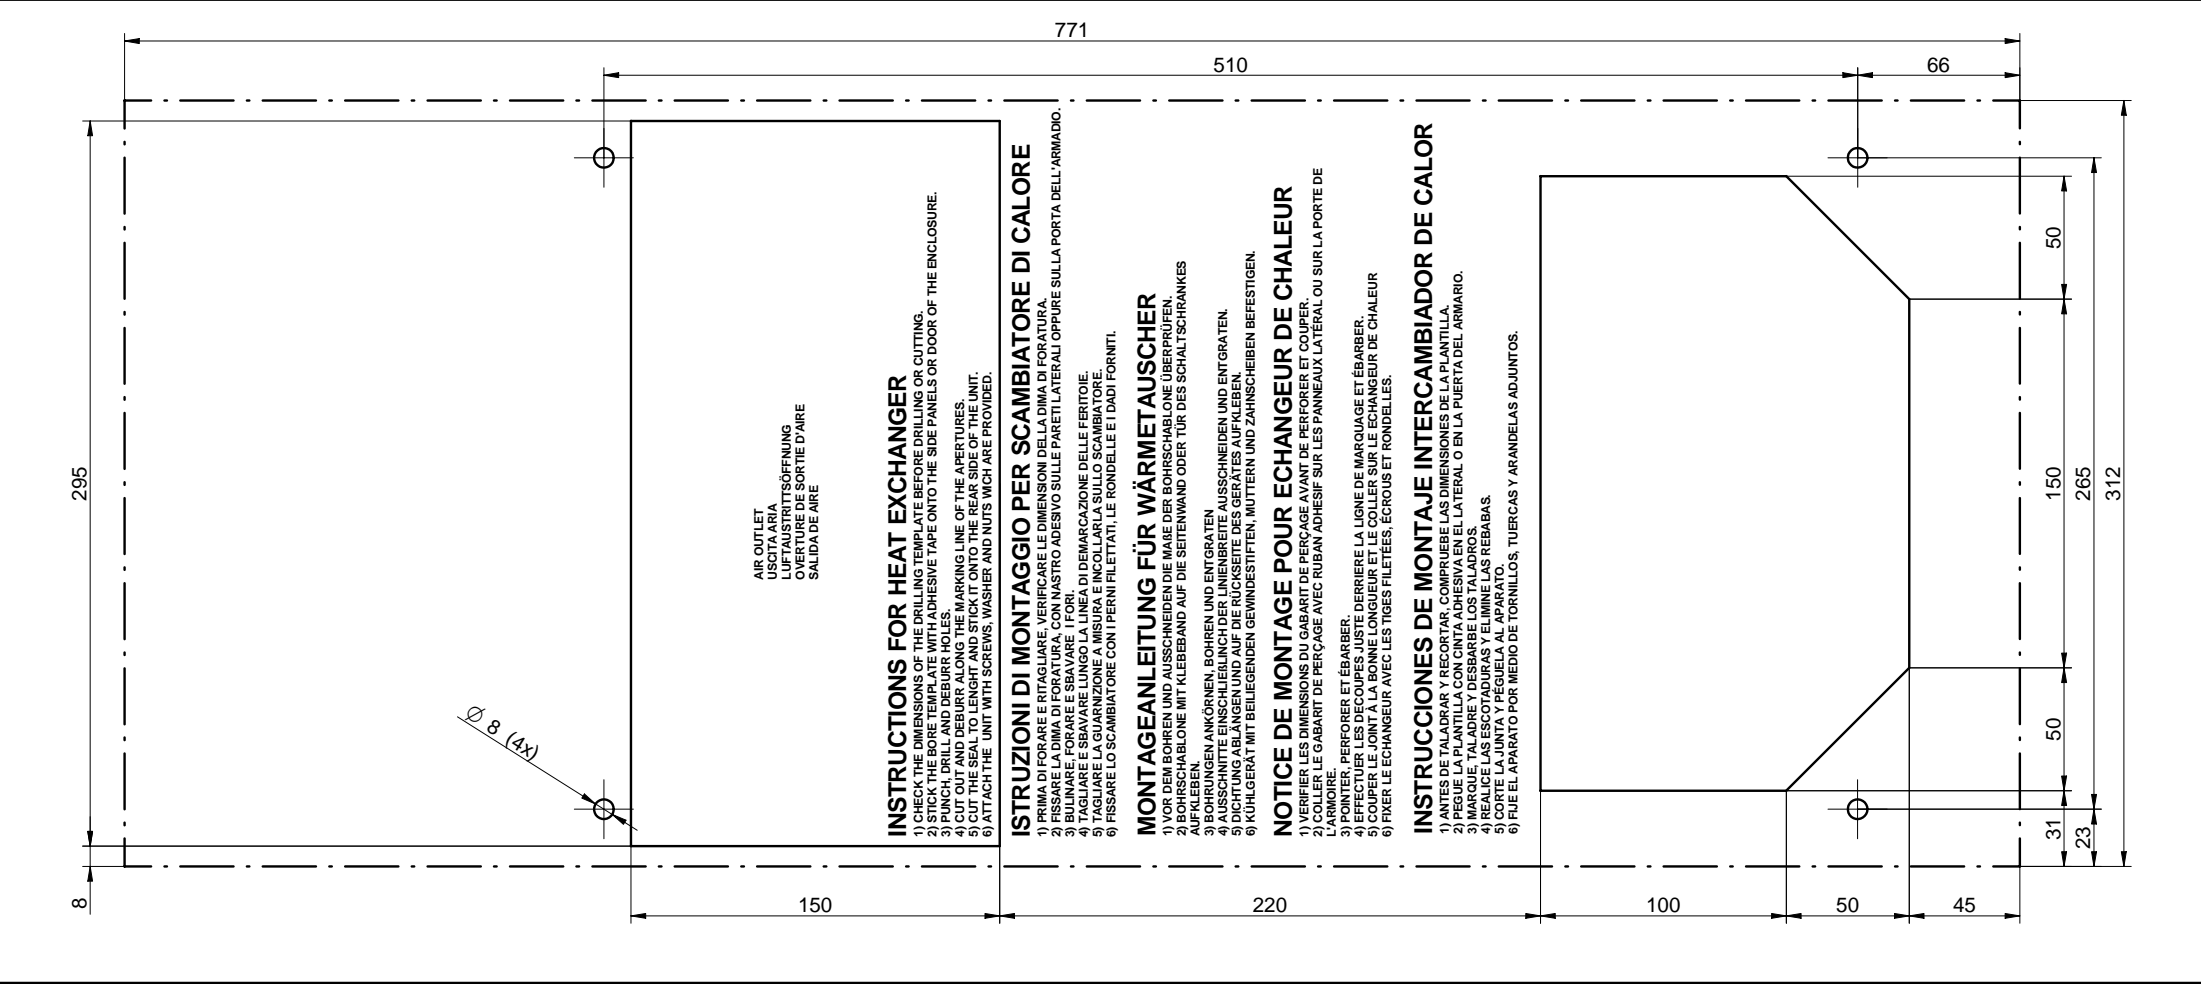 771
510
66
295
8
Ø 8 (4x)
AIR OUTLET
USCITA ARIA
LUFTAUSTRITTSÖFFNUNG
OVERTURE DE SORTIE D'AIRE
SALIDA DE AIRE
INSTRUCTIONS FOR HEAT EXCHANGER
1) CHECK THE DIMENSIONS OF THE DRILLING TEMPLATE BEFORE DRILLING OR CUTTING.
2) STICK THE BORE TEMPLATE WITH ADHESIVE TAPE ONTO THE SIDE PANELS OR DOOR OF THE ENCLOSURE.
3) PUNCH, DRILL AND DEBURR HOLES.
4) CUT OUT AND DEBURR ALONG THE MARKING LINE OF THE APERTURES.
5) CUT THE SEAL TO LENGHT AND STICK IT ONTO THE REAR SIDE OF THE UNIT.
6) ATTACH THE UNIT WITH SCREWS, WASHER AND NUTS WICH ARE PROVIDED.
ISTRUZIONI DI MONTAGGIO PER SCAMBIATORE DI CALORE
1) PRIMA DI FORARE E RITAGLIARE, VERIFICARE LE DIMENSIONI DELLA DIMA DI FORATURA.
2) FISSARE LA DIMA DI FORATURA, CON NASTRO ADESIVO SULLE PARETI LATERALI OPPURE SULLA PORTA DELL'ARMADIO.
3) BULINARE, FORARE E SBAVARE I FORI.
4) TAGLIARE E SBAVARE LUNGO LA LINEA DI DEMARCAZIONE DELLE FERITOIE.
5) TAGLIARE LA GUARNIZIONE A MISURA E INCOLLARLA SULLO SCAMBIATORE.
6) FISSARE LO SCAMBIATORE CON I PERNI FILETTATI, LE RONDELLE E I DADI FORNITI.
MONTAGEANLEITUNG FÜR WÄRMETAUSCHER
1) VOR DEM BOHREN UND AUSSCHNEIDEN DIE MAßE DER BOHRSCHABLONE ÜBERPRÜFEN.
2) BOHRSCHABLONE MIT KLEBEBAND AUF DIE SEITENWAND ODER TÜR DES SCHALTSCHRANKES
AUFKLEBEN.
3) BOHRUNGEN ANKÖRNEN, BOHREN UND ENTGRATEN
4) AUSSCHNITTE EINSCHLIEßLINCH DER LINIENBREITE AUSSCHNEIDEN UND ENTGRATEN.
5) DICHTUNG ABLÄNGEN UND AUF DIE RÜCKSEITE DES GERÄTES AUFKLEBEN.
6) KÜHLGERÄT MIT BEILIEGENDEN GEWINDESTIFTEN, MUTTERN UND ZAHNSCHEIBEN BEFESTIGEN.
NOTICE DE MONTAGE POUR ECHANGEUR DE CHALEUR
1) VERIFIER LES DIMENSIONS DU GABARIT DE PERÇAGE AVANT DE PERFORER ET COUPER.
2) COLLER LE GABARIT DE PERÇAGE AVEC RUBAN ADHESIF SUR LES PANNEAUX LATÉRAL OU SUR LA PORTE DE
L'ARMORE.
3) POINTER, PERFORER ET ÉBARBER.
4) EFFECTUER LES DECOUPES JUSTE DERRIERE LA LIGNE DE MARQUAGE ET ÉBARBER.
5) COUPER LE JOINT À LA BONNE LONGUEUR ET LE COLLER SUR LE ECHANGEUR DE CHALEUR
6) FIXER LE ECHANGEUR AVEC LES TIGES FILETÉES, ÉCROUS ET RONDELLES.
INSTRUCCIONES DE MONTAJE INTERCAMBIADOR DE CALOR
1) ANTES DE TALADRAR Y RECORTAR, COMPRUEBE LAS DIMENSIONES DE LA PLANTILLA.
2) PEGUE LA PLANTILLA CON CINTA ADHESIVA EN EL LATERAL O EN LA PUERTA DEL ARMARIO.
3) MARQUE, TALADRE Y DESBARBE LOS TALADROS.
4) REALICE LAS ESCOTADURAS Y ELIMINE LAS REBABAS.
5) CORTE LA JUNTA Y PÉGUELA AL APARATO.
6) FIJE EL APARATO POR MEDIO DE TORNILLOS, TUERCAS Y ARANDELAS ADJUNTOS.
50
150
265
312
50
31
23
150
220
100
50
45